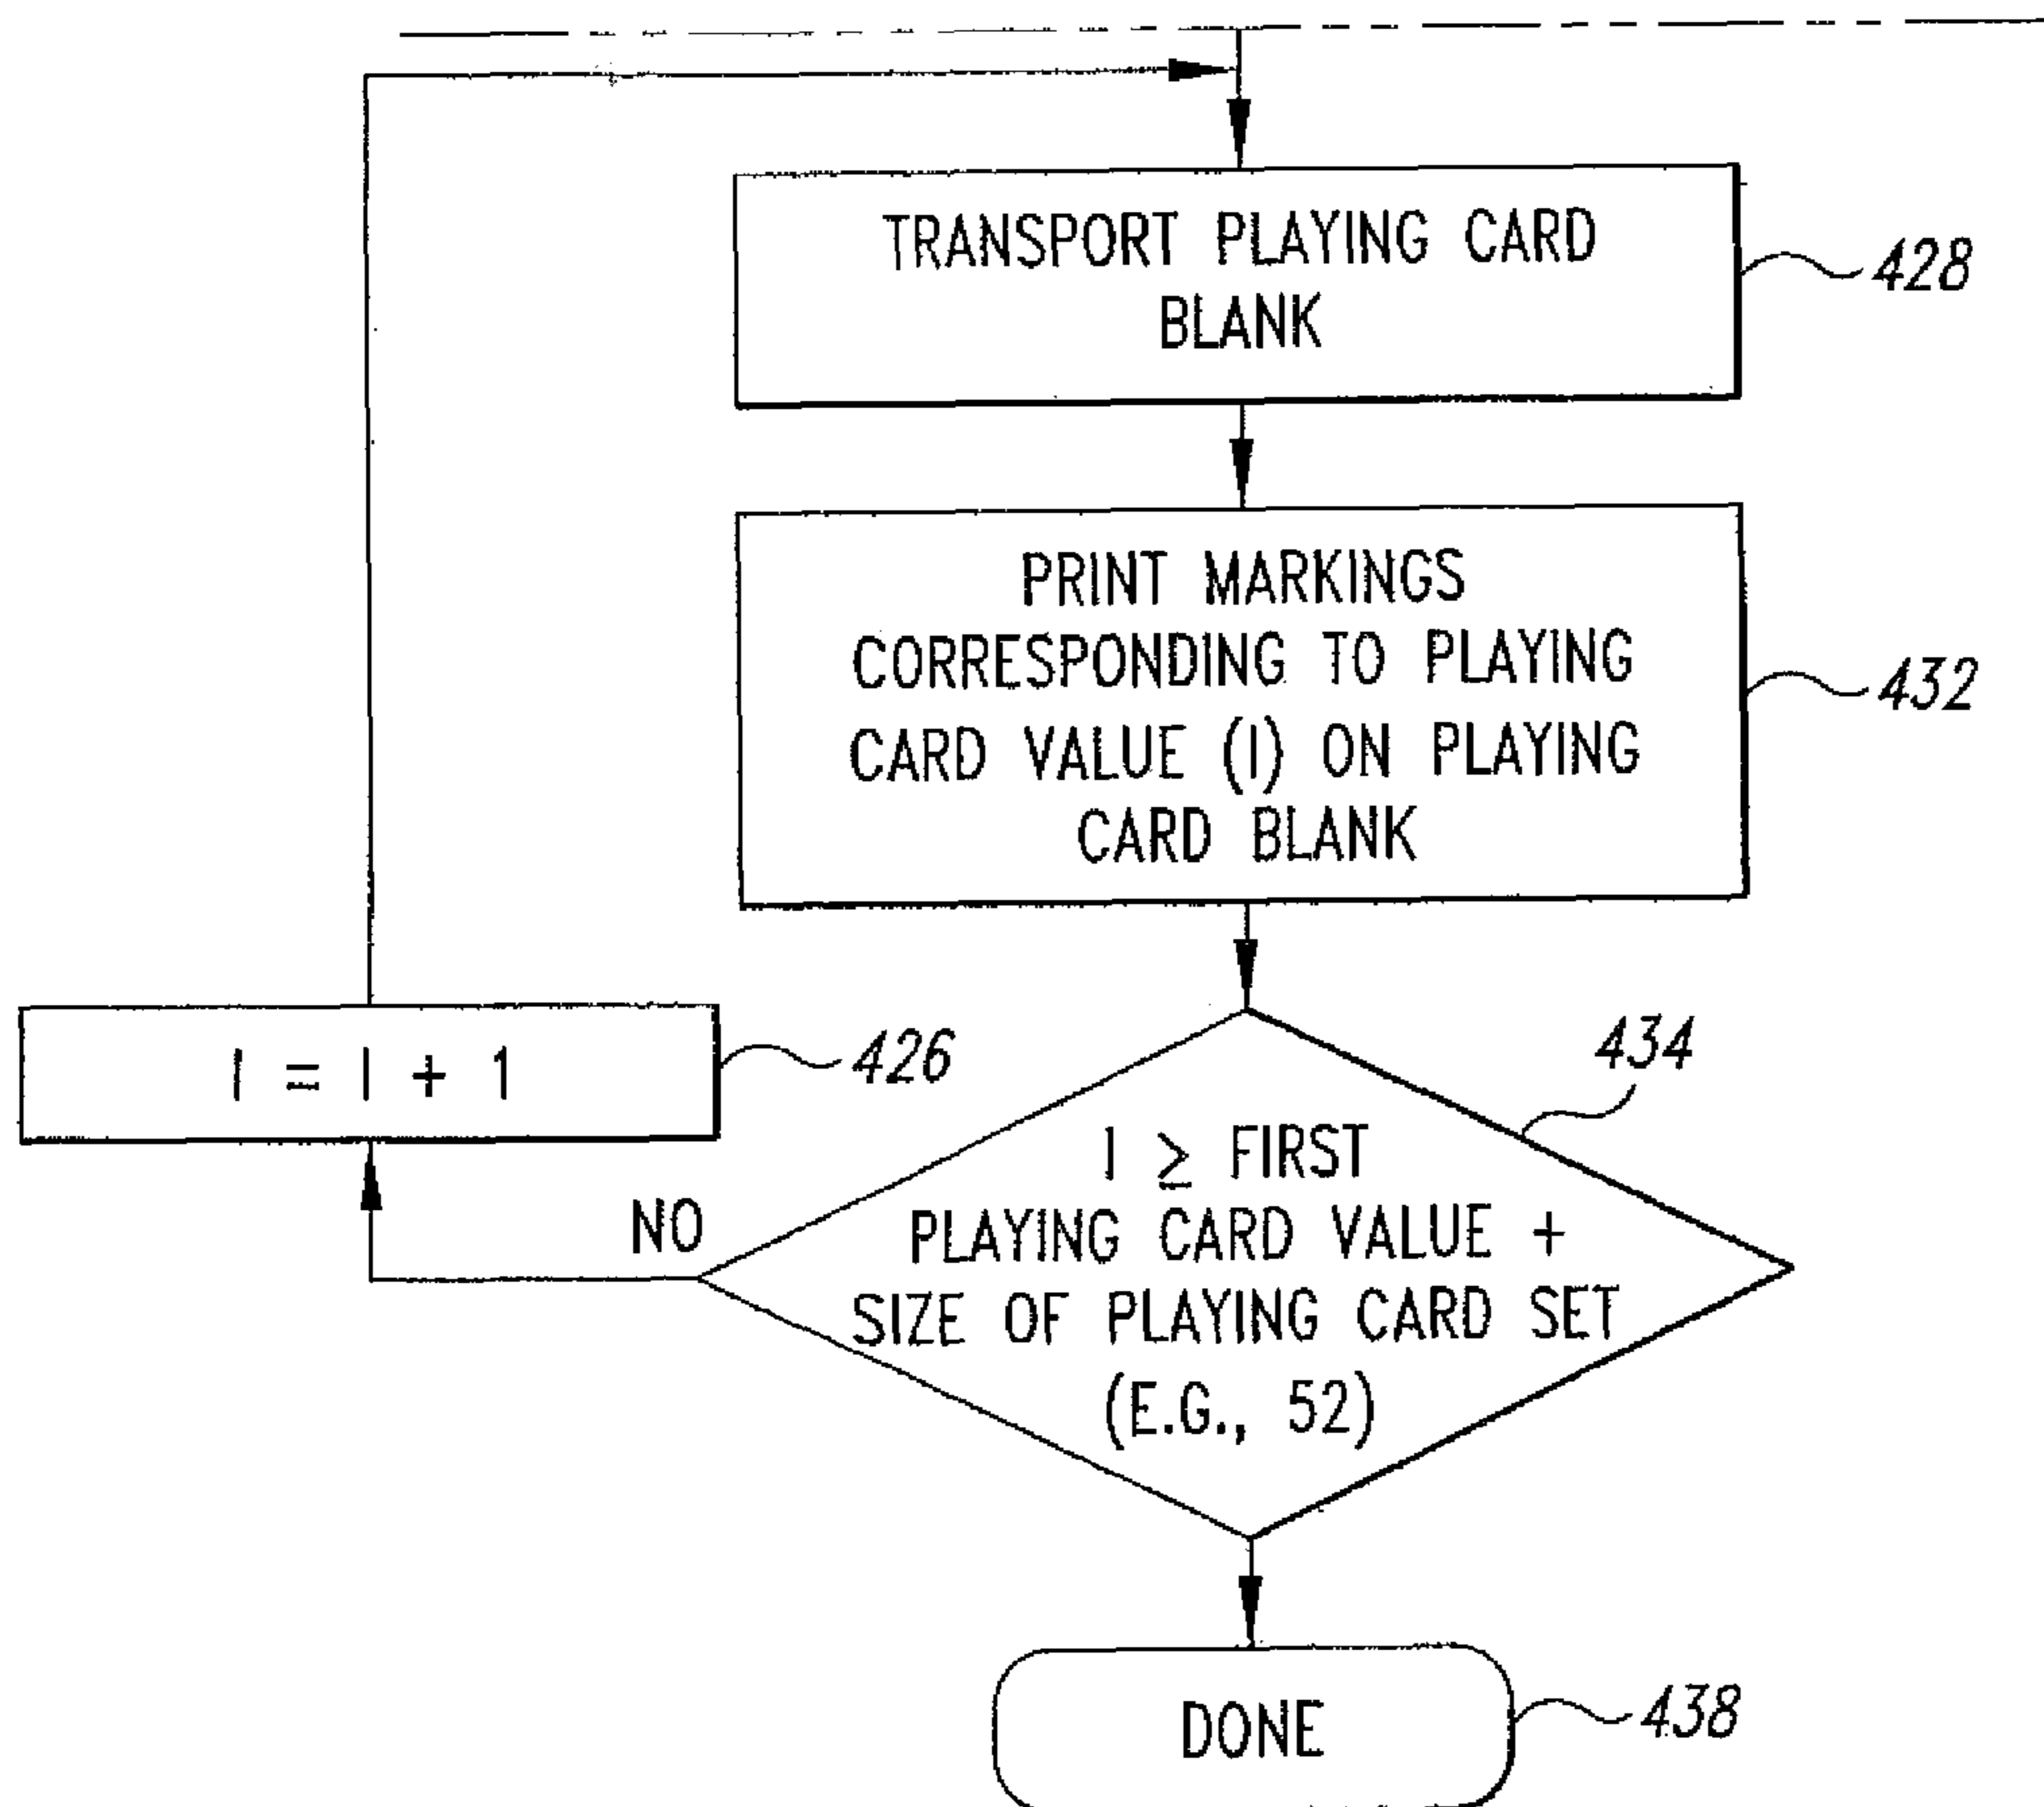 TRANSPORT PLAYING CARD
BLANK
428
PRINT MARKINGS
CORRESPONDING TO PLAYING
CARD VALUE (I) ON PLAYING
CARD BLANK
432
I = I + 1
426
434
I ≥ FIRST
PLAYING CARD VALUE +
SIZE OF PLAYING CARD SET
(E.G., 52)
NO
DONE
438